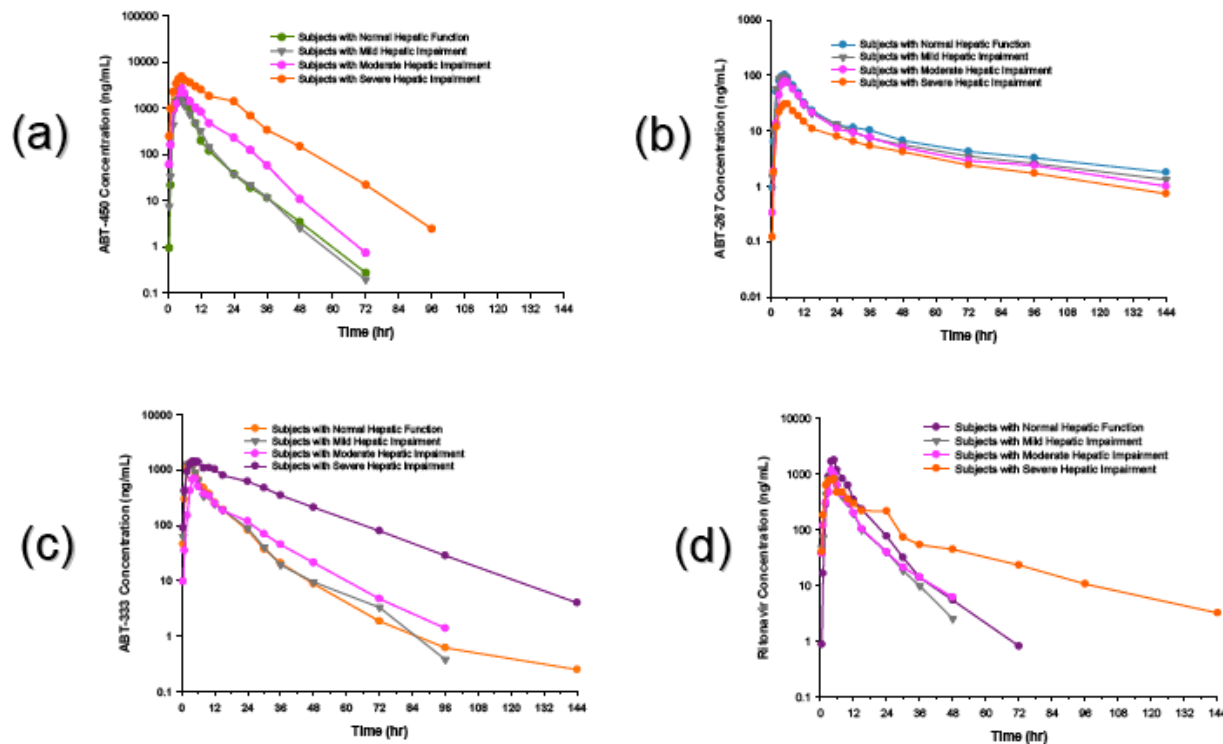 (a)
ABT-450 Concentration (ng/mL)
100000
10000
1000
100
10
1
0.1
Subjects with Normal Hepatic Function
Subjects with Mild Hepatic Impairment
Subjects with Moderate Hepatic Impairment
Subjects with Severe Hepatic Impairment
0 12 24 36 48 60 72 84 96 108 120 132 144
Time (hr)
(b)
ABT-267 Concentration (ng/mL)
1000
100
10
1
0.1
0.01
Subjects with Normal Hepatic Function
Subjects with Mild Hepatic Impairment
Subjects with Moderate Hepatic Impairment
Subjects with Severe Hepatic Impairment
0 12 24 36 48 60 72 84 96 108 120 132 144
Time (hr)
(c)
ABT-333 Concentration (ng/mL)
10000
1000
100
10
1
0.1
Subjects with Normal Hepatic Function
Subjects with Mild Hepatic Impairment
Subjects with Moderate Hepatic Impairment
Subjects with Severe Hepatic Impairment
0 12 24 36 48 60 72 84 96 108 120 132 144
Time (hr)
(d)
Ritonavir Concentration (ng/mL)
10000
1000
100
10
1
0.1
Subjects with Normal Hepatic Function
Subjects with Mild Hepatic Impairment
Subjects with Moderate Hepatic Impairment
Subjects with Severe Hepatic Impairment
0 12 24 36 48 60 72 84 96 108 120 132 144
Time (hr)